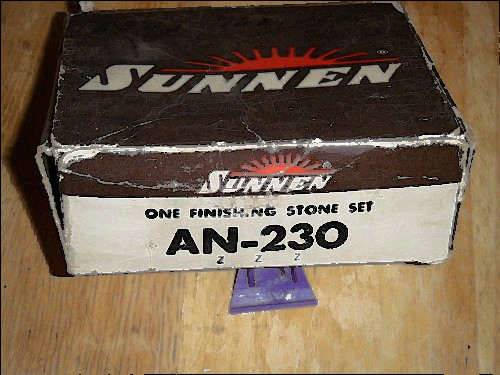 SUNNEN®
SUNNEN®
ONE FINISHING STONE SET
AN-230
Z Z Z